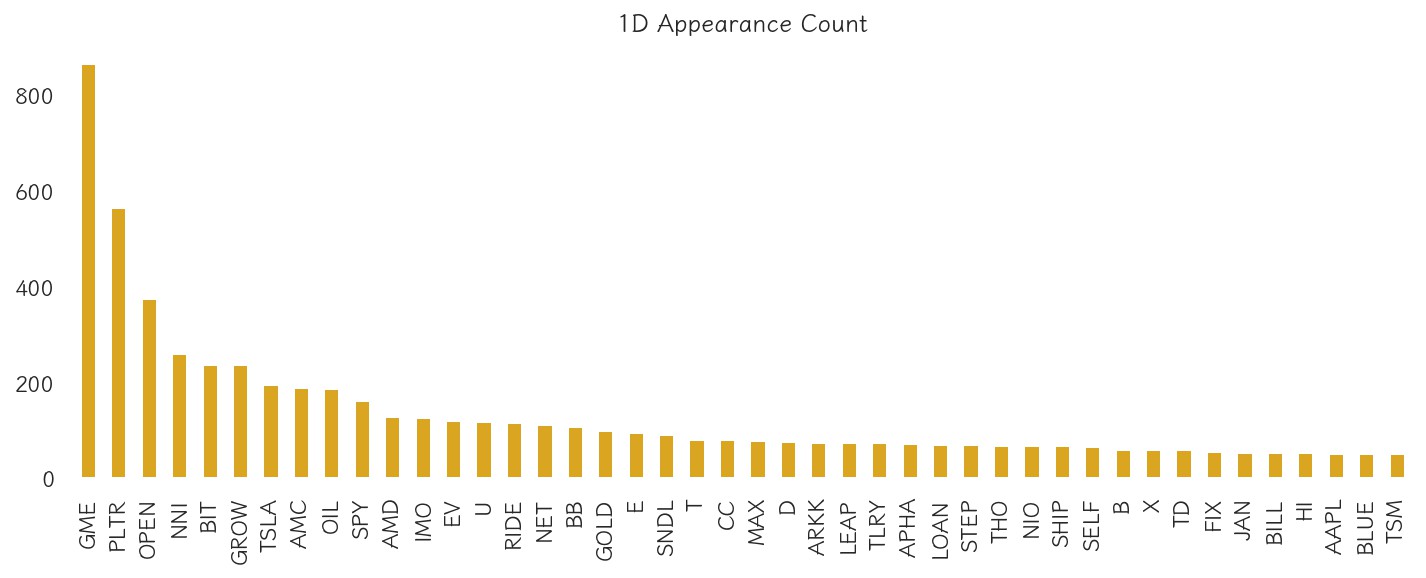 1D Appearance Count
800
600
400
200
0
GME
PLTR
OPEN
NNI
BIT
GROW
TSLA
AMC
OIL
SPY
AMD
IMO
EV
U
RIDE
NET
BB
GOLD
E
SNDL
T
CC
MAX
D
ARKK
LEAP
TLRY
APHA
LOAN
STEP
THO
NIO
SHIP
SELF
B
X
TD
FIX
JAN
BILL
HI
AAPL
BLUE
TSM